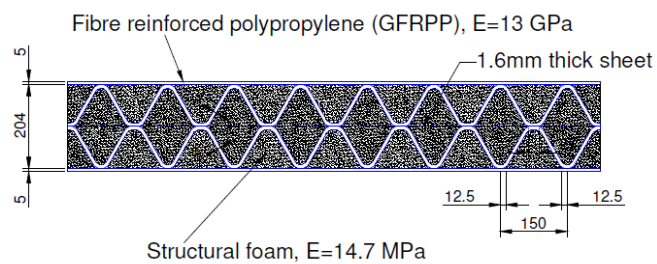 Fibre reinforced polypropylene (GFRPP), E=13 GPa
1.6mm thick sheet
5
204
5
12.5
12.5
150
Structural foam, E=14.7 MPa